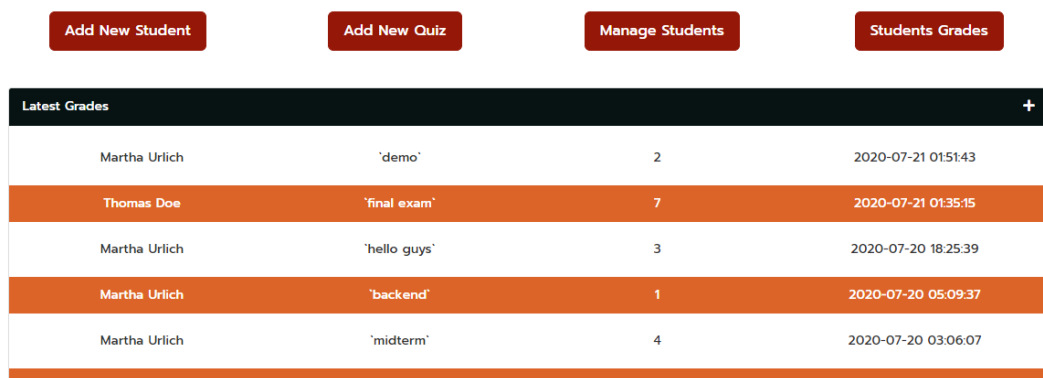 Add New Student Add New Quiz Manage Students Students Grades
Latest Grades +
Martha Urlich `demo` 2 2020-07-21 01:51:43
Thomas Doe `final exam` 7 2020-07-21 01:35:15
Martha Urlich `hello guys` 3 2020-07-20 18:25:39
Martha Urlich `backend` 1 2020-07-20 05:09:37
Martha Urlich `midterm` 4 2020-07-20 03:06:07